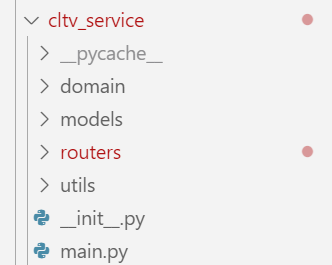 cltv_service
__pycache__
domain
models
routers
utils
__init__.py
main.py